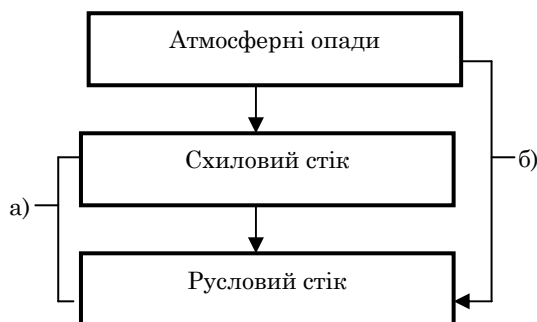 Атмосферні опади
Схиловий стік
б)
а)
Русловий стік